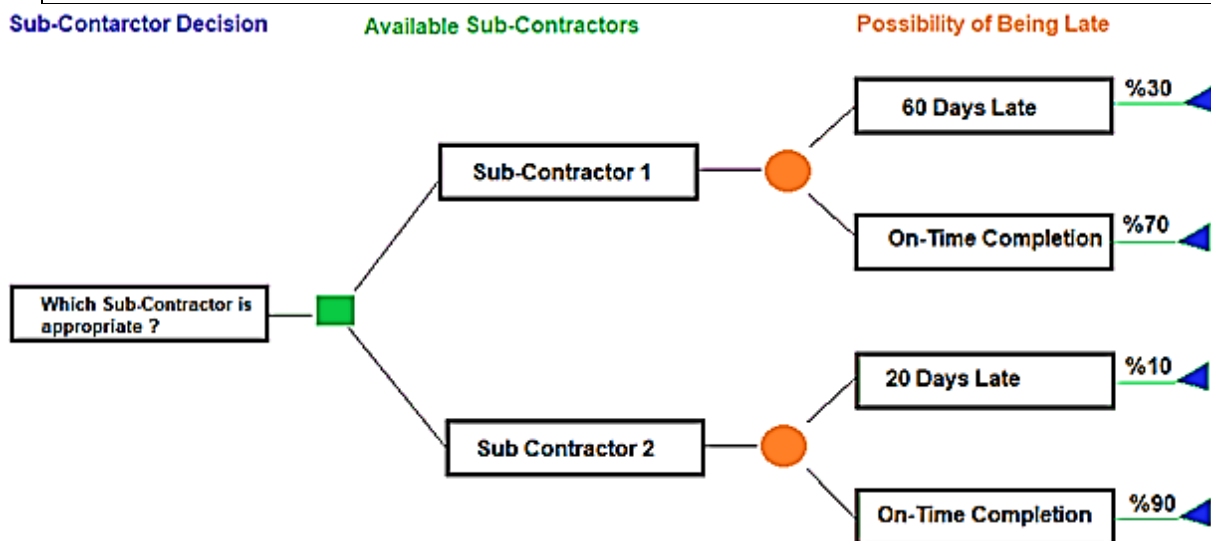 Sub-Contarctor Decision
Available Sub-Contractors
Possibility of Being Late
%30
60 Days Late
Sub-Contractor 1
%70
On-Time Completion
Which Sub-Contractor is
appropriate ?
%10
20 Days Late
Sub Contractor 2
%90
On-Time Completion